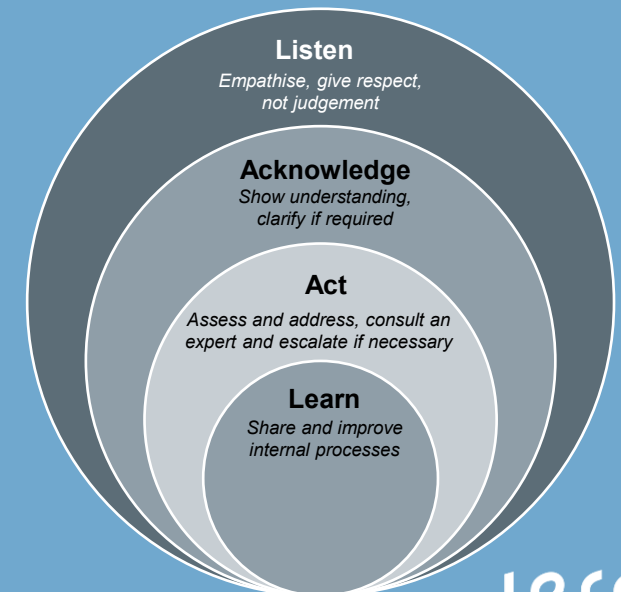 Listen
Empathise, give respect,
not judgement
Acknowledge
Show understanding,
clarify if required
Act
Assess and address, consult an
expert and escalate if necessary
Learn
Share and improve
internal processes